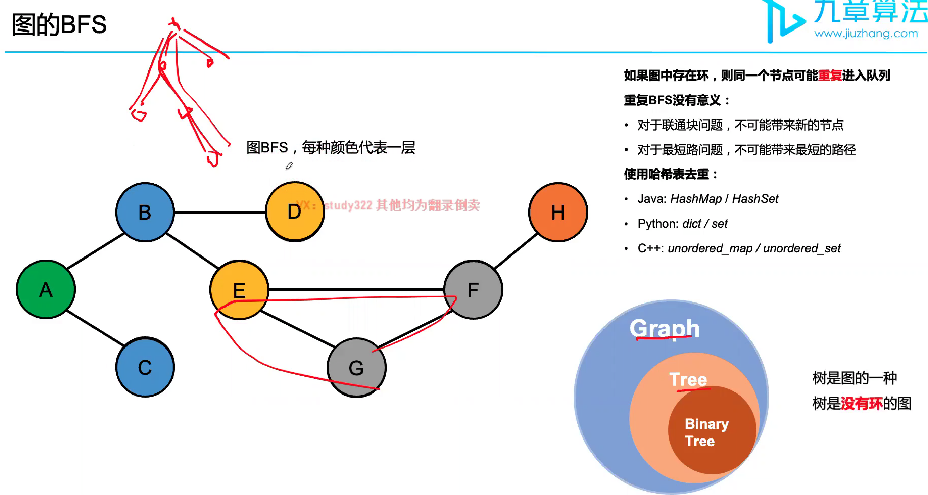 图的BFS
九章算法
www.jiuzhang.com
如果图中存在环，则同一个节点可能重复进入队列
重复BFS没有意义：
• 对于联通块问题，不可能带来新的节点
• 对于最短路问题，不可能带来最短的路径
使用哈希表去重：
• Java: HashMap / HashSet
• Python: dict / set
• C++: unordered_map / unordered_set
图BFS，每种颜色代表一层
VX：study322 其他均为翻录倒卖
B
D
H
A
E
F
C
G
Graph
Tree
Binary
Tree
树是图的一种
树是没有环的图